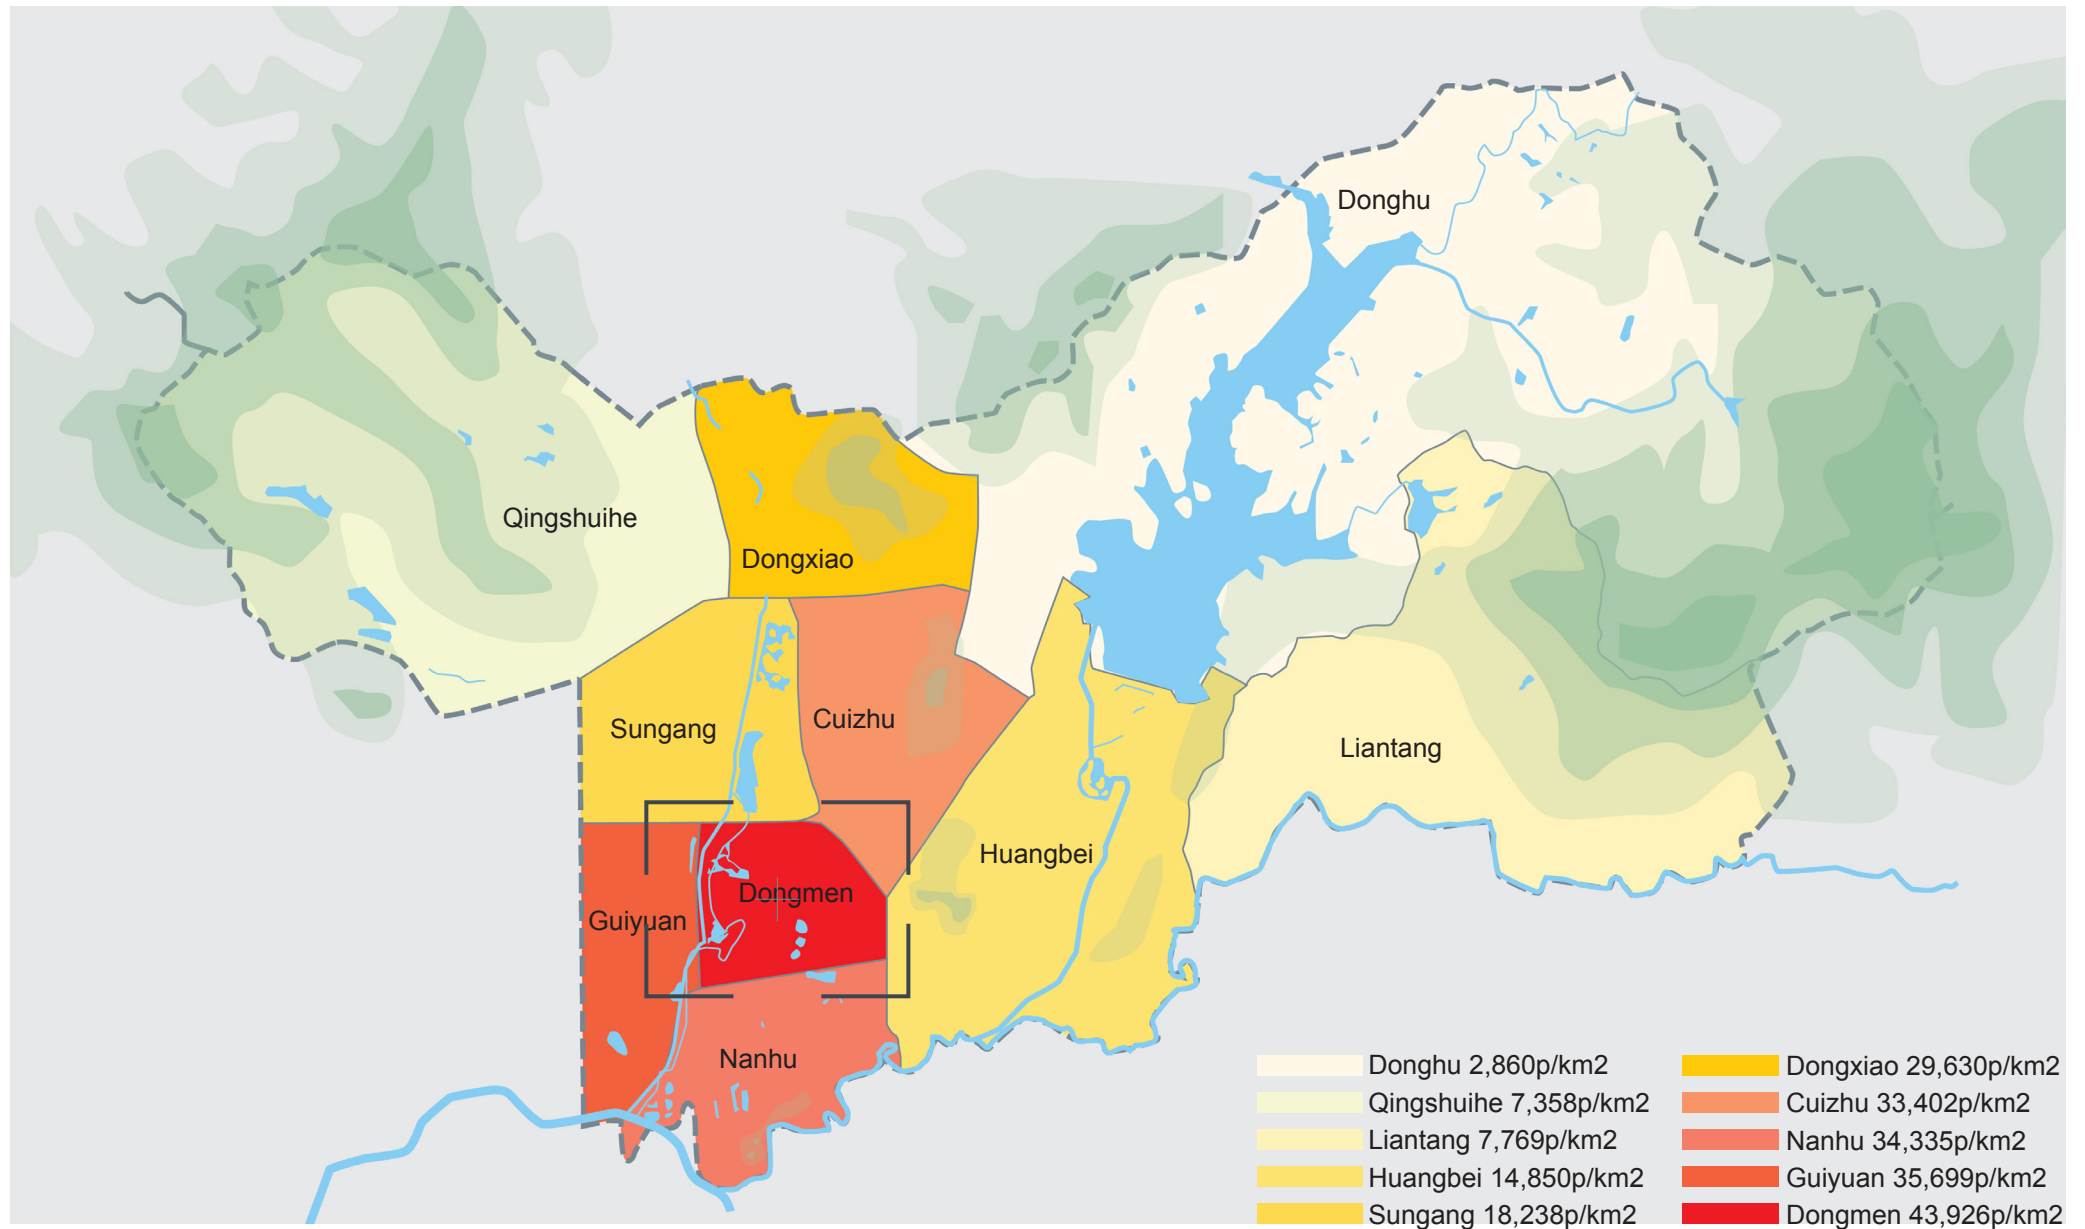 Donghu
Qingshuihe
Dongxiao
Sungang
Cuizhu
Liantang
Huangbei
Dongmen
Guiyuan
Nanhu
Donghu 2,860p/km2
Qingshuihe 7,358p/km2
Liantang 7,769p/km2
Huangbei 14,850p/km2
Sungang 18,238p/km2
Dongxiao 29,630p/km2
Cuizhu 33,402p/km2
Nanhu 34,335p/km2
Guiyuan 35,699p/km2
Dongmen 43,926p/km2